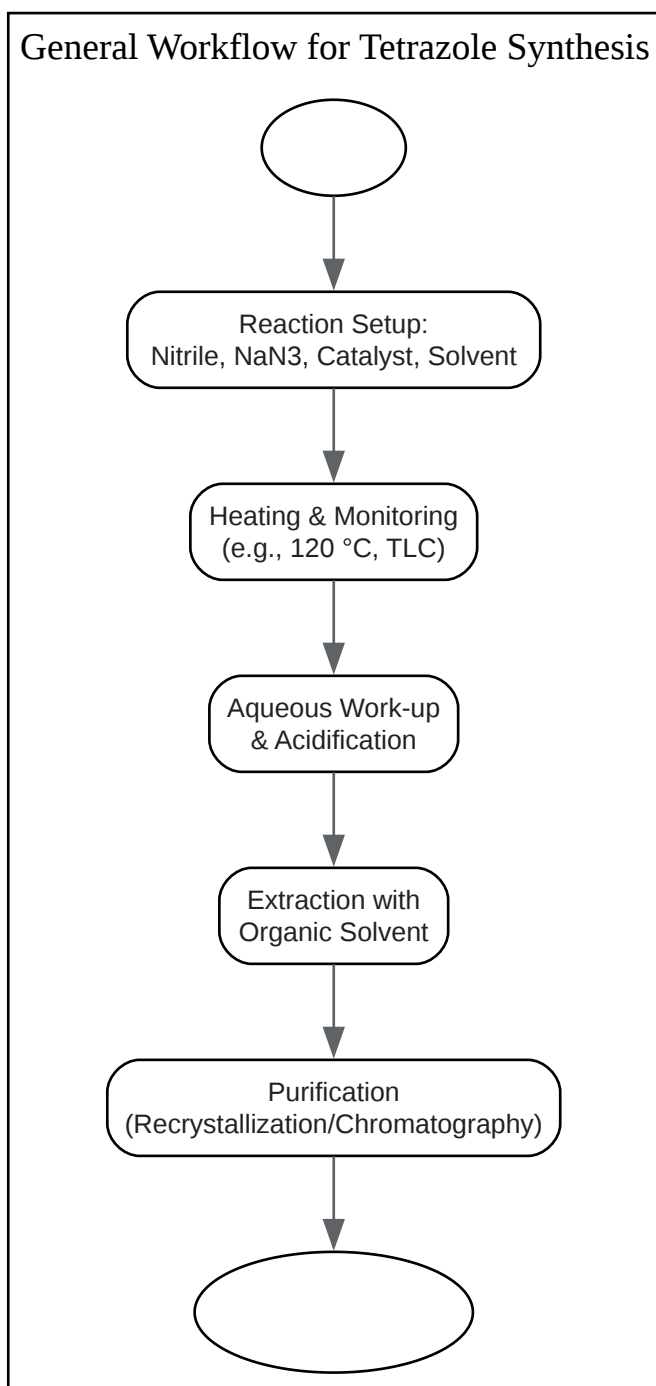 General Workflow for Tetrazole Synthesis
Reaction Setup:
Nitrile, NaN3, Catalyst, Solvent
Heating & Monitoring
(e.g., 120 °C, TLC)
Aqueous Work-up
& Acidification
Extraction with
Organic Solvent
Purification
(Recrystallization/Chromatography)